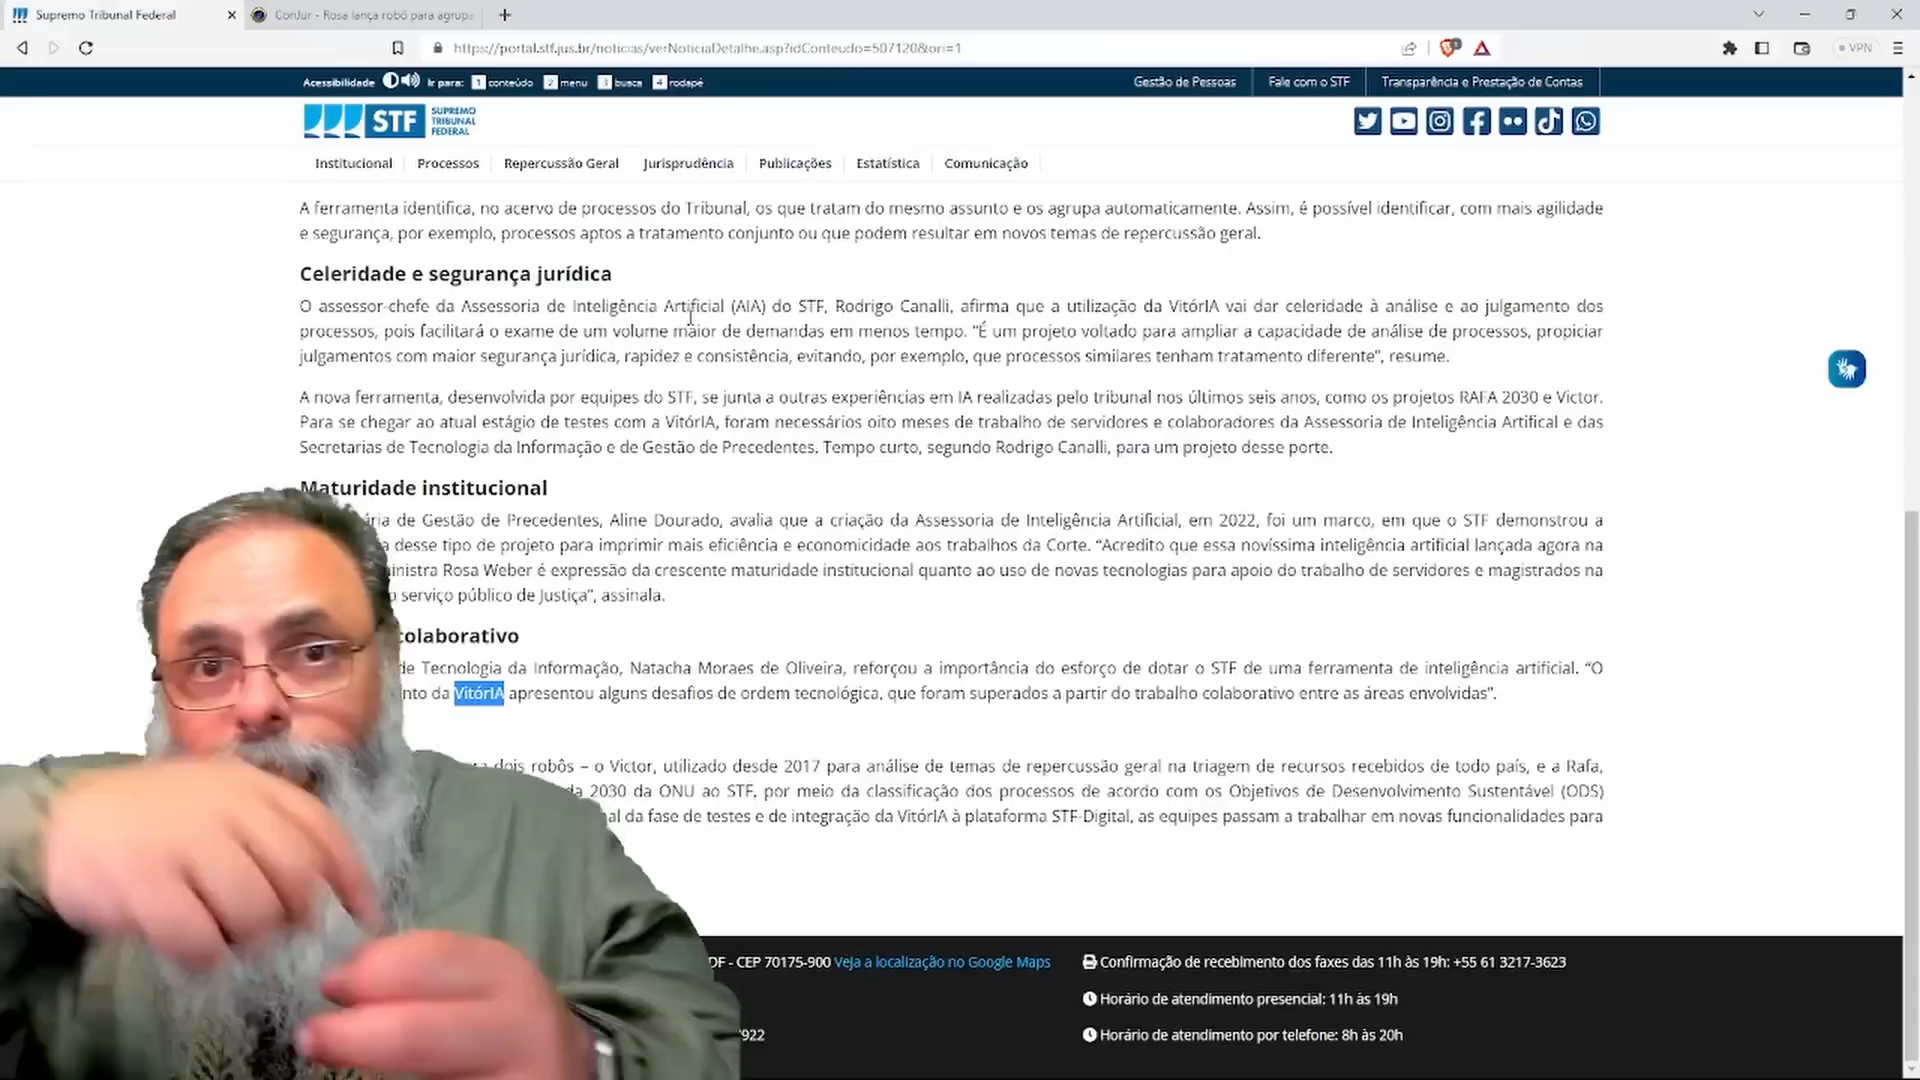 Supremo Tribunal Federal
ConJur - Rosa lança robô para agrupa
https://portal.stf.jus.br/noticias/verNoticiaDetalhe.asp?idConteudo=507120&ori=1
VPN
Acessibilidade Ir para: 1 conteúdo 2 menu 3 busca 4 rodapé
Gestão de Pessoas Fale com o STF Transparência e Prestação de Contas
STF SUPREMO TRIBUNAL FEDERAL
Institucional Processos Repercussão Geral Jurisprudência Publicações Estatística Comunicação
A ferramenta identifica, no acervo de processos do Tribunal, os que tratam do mesmo assunto e os agrupa automaticamente. Assim, é possível identificar, com mais agilidade
e segurança, por exemplo, processos aptos a tratamento conjunto ou que podem resultar em novos temas de repercussão geral.
Celeridade e segurança jurídica
O assessor-chefe da Assessoria de Inteligência Artificial (AIA) do STF, Rodrigo Canalli, afirma que a utilização da VitórIA vai dar celeridade à análise e ao julgamento dos
processos, pois facilitará o exame de um volume maior de demandas em menos tempo. “É um projeto voltado para ampliar a capacidade de análise de processos, propiciar
julgamentos com maior segurança jurídica, rapidez e consistência, evitando, por exemplo, que processos similares tenham tratamento diferente”, resume.
A nova ferramenta, desenvolvida por equipes do STF, se junta a outras experiências em IA realizadas pelo tribunal nos últimos seis anos, como os projetos RAFA 2030 e Victor.
Para se chegar ao atual estágio de testes com a VitórIA, foram necessários oito meses de trabalho de servidores e colaboradores da Assessoria de Inteligência Artifical e das
Secretarias de Tecnologia da Informação e de Gestão de Precedentes. Tempo curto, segundo Rodrigo Canalli, para um projeto desse porte.
Maturidade institucional
ária de Gestão de Precedentes, Aline Dourado, avalia que a criação da Assessoria de Inteligência Artificial, em 2022, foi um marco, em que o STF demonstrou a
desse tipo de projeto para imprimir mais eficiência e economicidade aos trabalhos da Corte. “Acredito que essa novíssima inteligência artificial lançada agora na
inistra Rosa Weber é expressão da crescente maturidade institucional quanto ao uso de novas tecnologias para apoio do trabalho de servidores e magistrados na
serviço público de Justiça”, assinala.
colaborativo
de Tecnologia da Informação, Natacha Moraes de Oliveira, reforçou a importância do esforço de dotar o STF de uma ferramenta de inteligência artificial. “O
nto da VitórIA apresentou alguns desafios de ordem tecnológica, que foram superados a partir do trabalho colaborativo entre as áreas envolvidas”.
dois robôs – o Victor, utilizado desde 2017 para análise de temas de repercussão geral na triagem de recursos recebidos de todo país, e a Rafa,
da 2030 da ONU ao STF, por meio da classificação dos processos de acordo com os Objetivos de Desenvolvimento Sustentável (ODS)
al da fase de testes e de integração da VitórIA à plataforma STF-Digital, as equipes passam a trabalhar em novas funcionalidades para
DF - CEP 70175-900 Veja a localização no Google Maps
Confirmação de recebimento dos faxes das 11h às 19h: +55 61 3217-3623
Horário de atendimento presencial: 11h às 19h
7922
Horário de atendimento por telefone: 8h às 20h